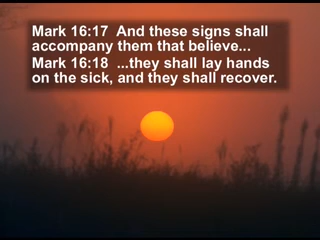 Mark 16:17  And these signs shall
accompany them that believe...
Mark 16:18  ...they shall lay hands
on the sick, and they shall recover.